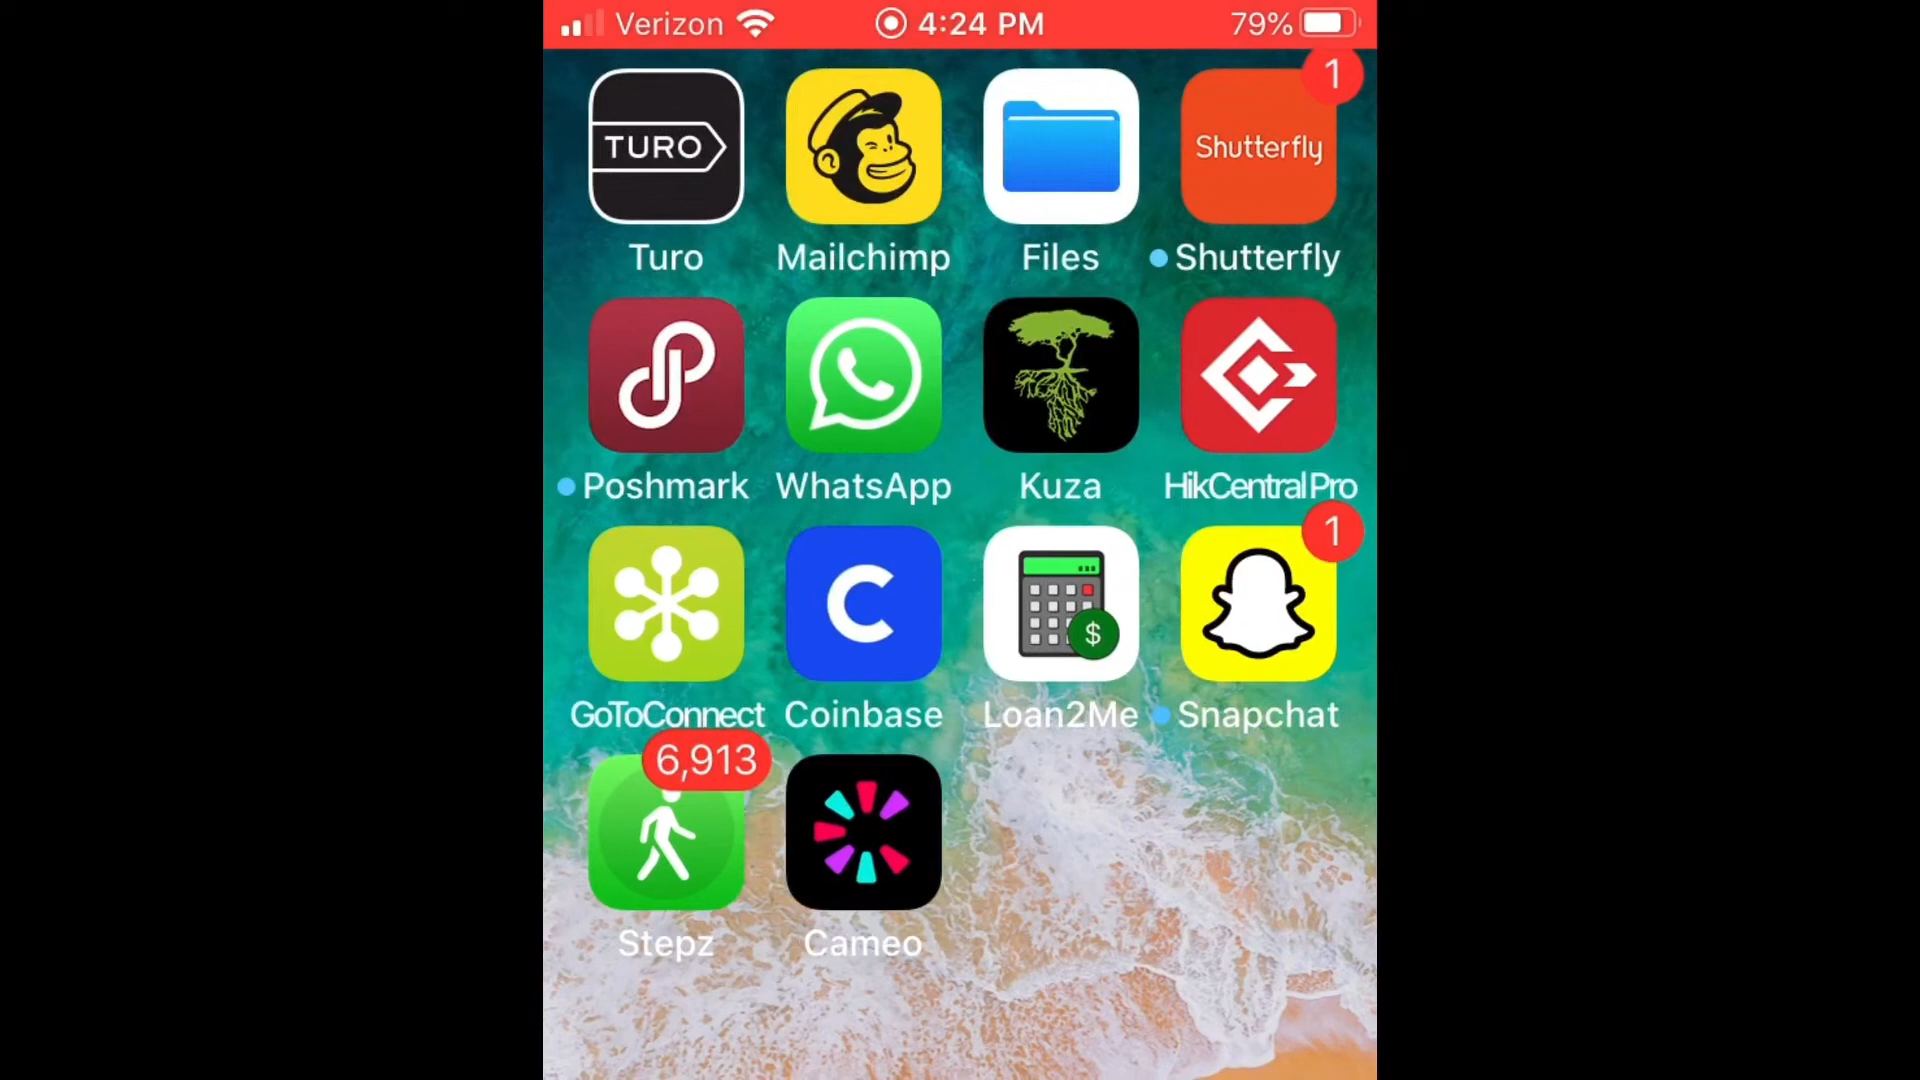 Verizon 4:24 PM 79%
1
TURO
Shutterfly
Turo Mailchimp Files Shutterfly
Poshmark WhatsApp Kuza HikCentral Pro
1
$
GoToConnect Coinbase Loan2Me Snapchat
6,913
Stepz Cameo